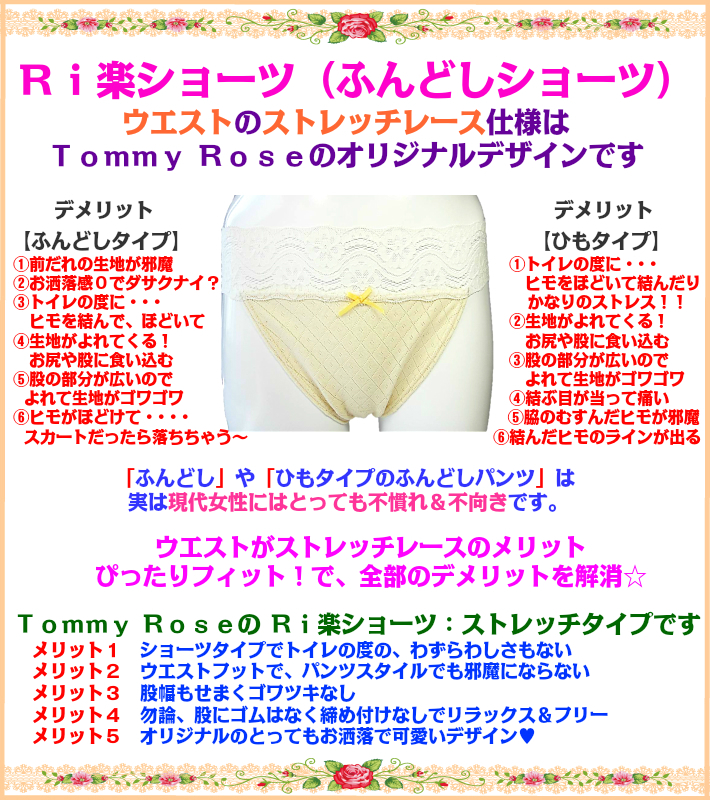 Ｒｉ楽ショーツ（ふんどしショーツ）
ウエストのストレッチレース仕様は
Ｔｏｍｍｙ Ｒｏｓｅのオリジナルデザインです
デメリット
【ふんどしタイプ】
①前だれの生地が邪魔
②お洒落感０でダサクナイ？
③トイレの度に・・・
ヒモを結んで、ほどいて
④生地がよれてくる！
お尻や股に食い込む
⑤股の部分が広いので
よれて生地がゴワゴワ
⑥ヒモがほどけて・・・・
スカートだったら落ちちゃう～
デメリット
【ひもタイプ】
①トイレの度に・・・
ヒモをほどいて結んだり
かなりのストレス！！
②生地がよれてくる！
お尻や股に食い込む
③股の部分が広いので
よれて生地がゴワゴワ
④結ぶ目が当って痛い
⑤脇のむすんだヒモが邪魔
⑥結んだヒモのラインが出る
「ふんどし」や「ひもタイプのふんどしパンツ」は
実は現代女性にはとっても不慣れ＆不向きです。
ウエストがストレッチレースのメリット
ぴったりフィット！で、全部のデメリットを解消☆
Ｔｏｍｍｙ Ｒｏｓｅの Ｒｉ楽ショーツ：ストレッチタイプです
メリット１ ショーツタイプでトイレの度の、わずらわしさもない
メリット２ ウエストフットで、パンツスタイルでも邪魔にならない
メリット３ 股幅もせまくゴワツキなし
メリット４ 勿論、股にゴムはなく締め付けなしでリラックス＆フリー
メリット５ オリジナルのとってもお洒落で可愛いデザイン♥